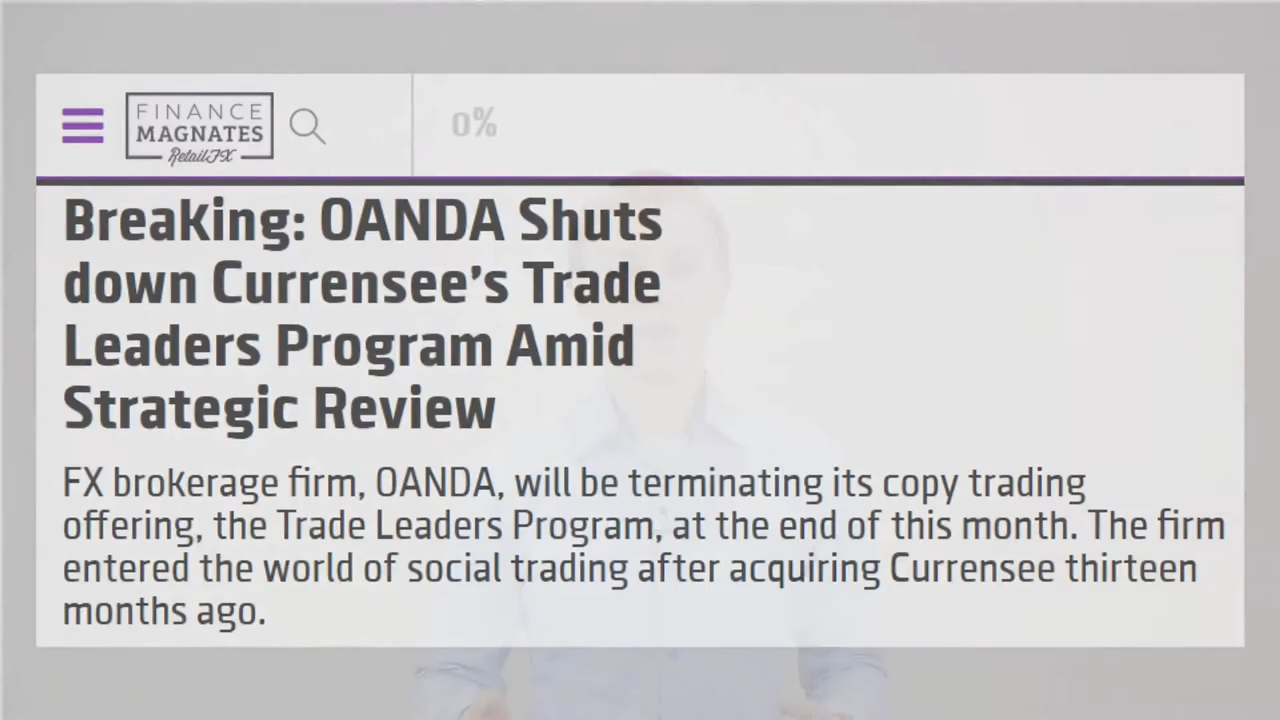 FINANCE
MAGNATES
RetailFX
0%
Breaking: OANDA Shuts
down Currensee's Trade
Leaders Program Amid
Strategic Review
FX brokerage firm, OANDA, will be terminating its copy trading
offering, the Trade Leaders Program, at the end of this month. The firm
entered the world of social trading after acquiring Currensee thirteen
months ago.